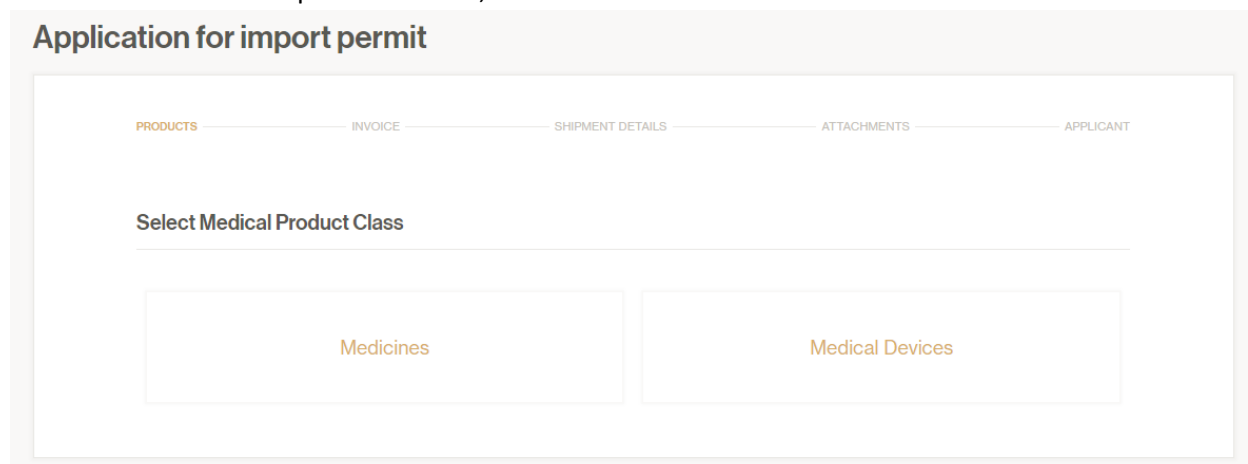 Application for import permit
PRODUCTS INVOICE SHIPMENT DETAILS ATTACHMENTS APPLICANT
Select Medical Product Class
Medicines Medical Devices